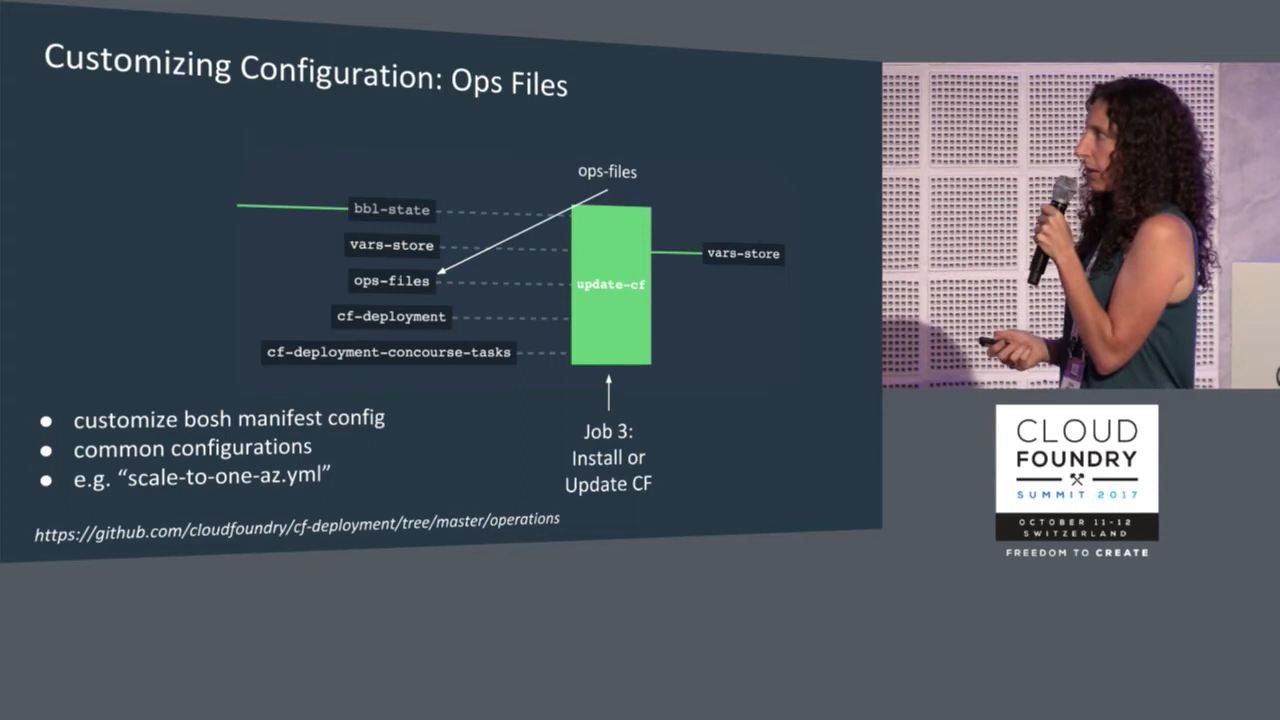 Customizing Configuration: Ops Files
ops-files
bbl-state
vars-store
ops-files
cf-deployment
cf-deployment-concourse-tasks
update-cf
vars-store
Job 3:
Install or
Update CF
● customize bosh manifest config
● common configurations
● e.g. “scale-to-one-az.yml”
https://github.com/cloudfoundry/cf-deployment/tree/master/operations
CLOUD
FOUNDRY
SUMMIT 2017
OCTOBER 11-12
SWITZERLAND
FREEDOM TO CREATE